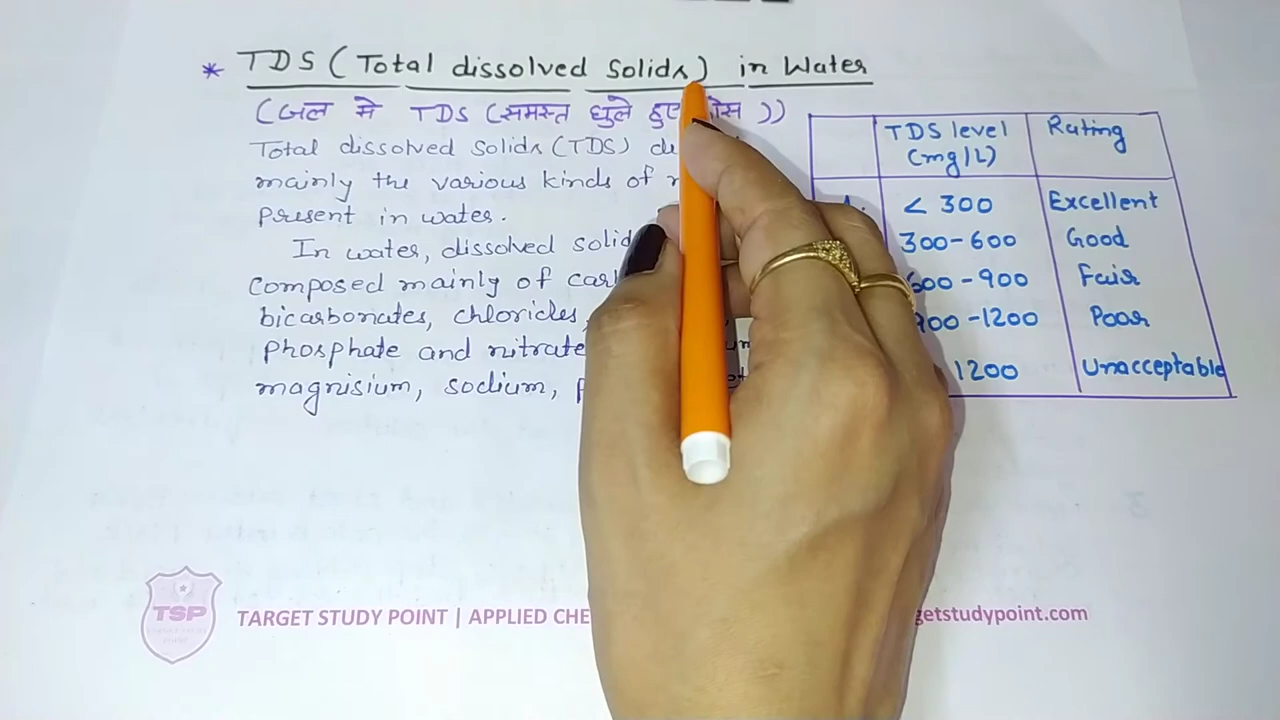 * TDS (Total dissolved Solids) in Water
(जल मे TDS (समस्त घुले हुए ))
Total dissolved Solids (TDS)
mainly the various kinds of
present in water.
In water, dissolved
composed mainly of
bicarbonates, chlorides,
phosphate and nitrate
magnisium, sodium,
TDS level (mg/L) Rating
< 300 Excellent
300-600 Good
600-900 Fair
900-1200 Poor
1200 Unacceptable
TSP
TARGET STUDY POINT | APPLIED
getstudypoint.com